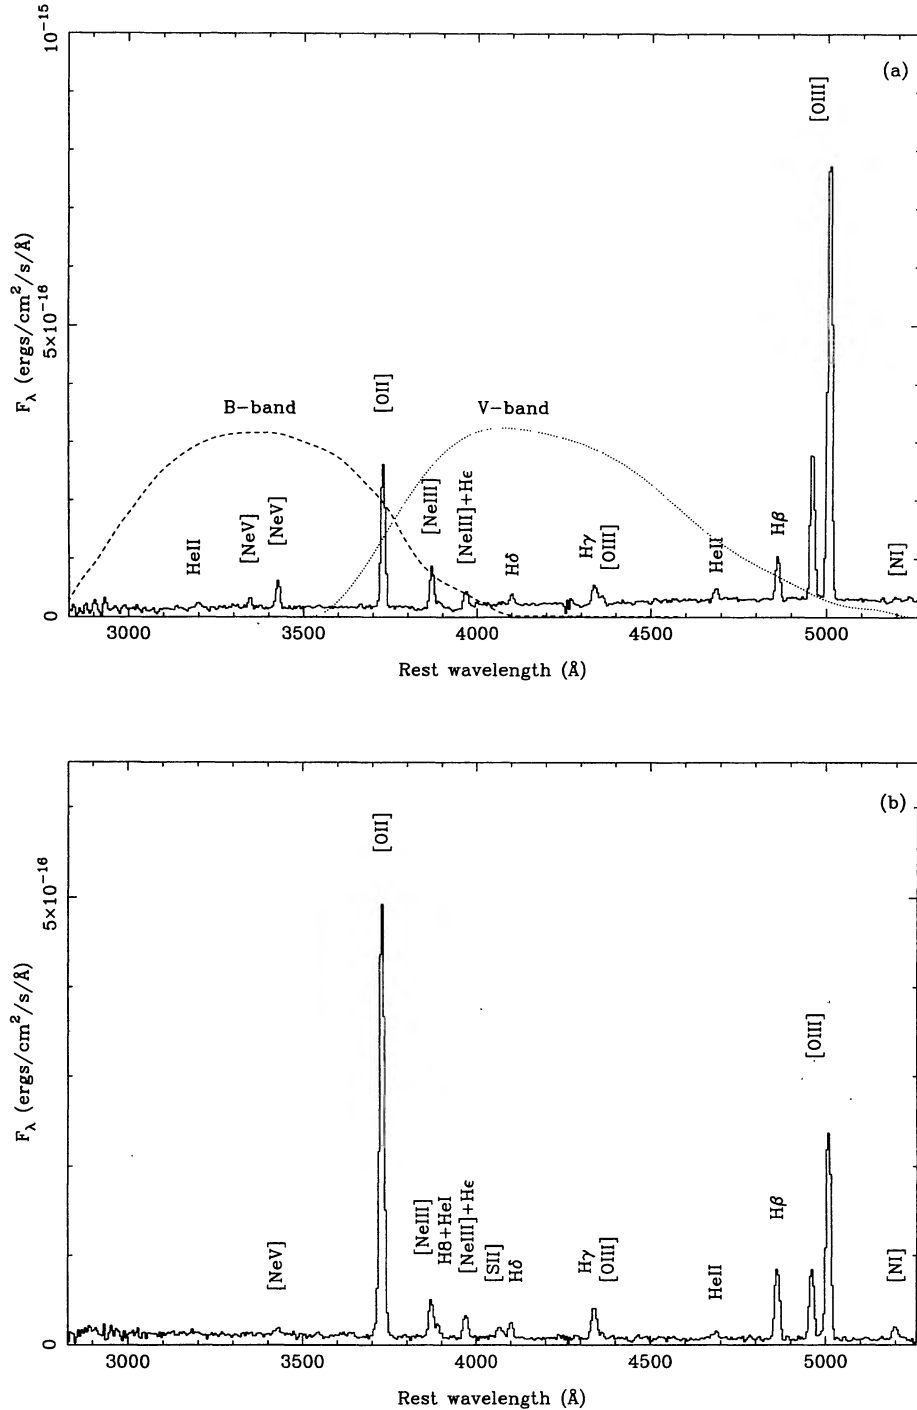 10⁻¹⁵
(a)
[OIII]
F_λ (ergs/cm²/s/Å)
5×10⁻¹⁶
B−band
[OII]
V−band
HeII
[NeV]
[NeV]
[NeIII]
[NeIII]+Hϵ
Hδ
Hγ
[OIII]
HeII
Hβ
[NI]
0
3000 3500 4000 4500 5000
Rest wavelength (Å)
(b)
[OII]
5×10⁻¹⁶
[OIII]
F_λ (ergs/cm²/s/Å)
[NeV]
[NeIII]
H8+HeI
[NeIII]+Hϵ
[SII]
Hδ
Hγ
[OIII]
HeII
Hβ
[NI]
0
3000 3500 4000 4500 5000
Rest wavelength (Å)